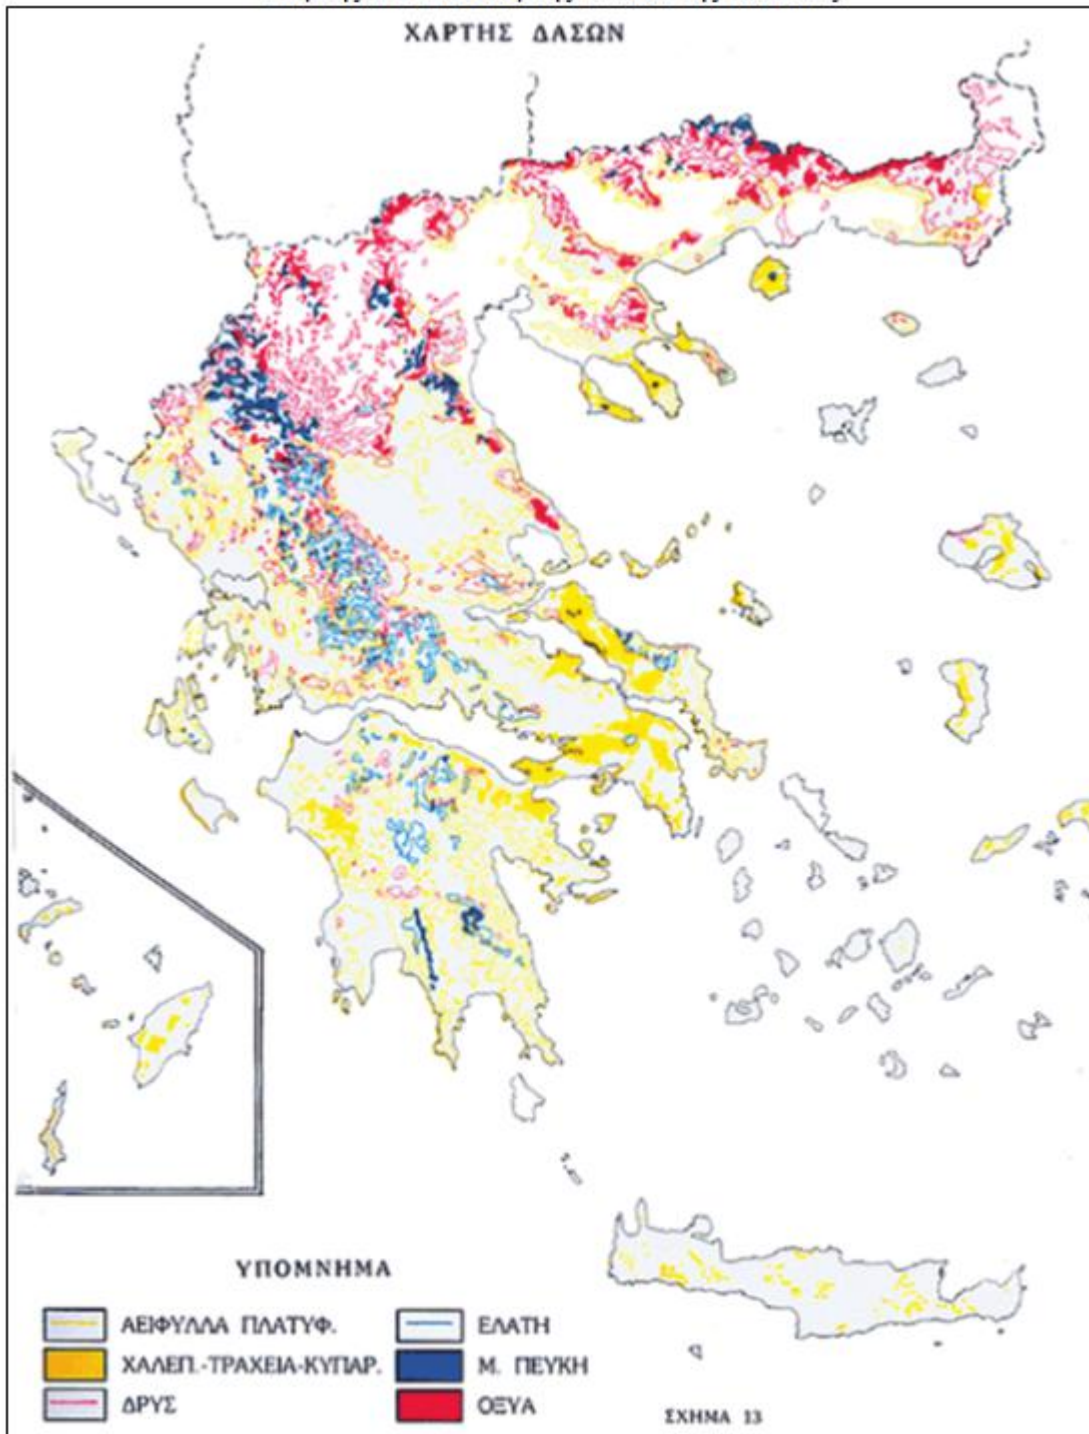 ΧΑΡΤΗΣ ΔΑΣΩΝ
ΥΠΟΜΝΗΜΑ
ΑΕΙΦΥΛΛΑ ΠΛΑΤΥΦ.
ΧΑΛΕΠ.-ΤΡΑΧΕΙΑ-ΚΥΠΑΡ.
ΔΡΥΣ
ΕΛΑΤΗ
Μ. ΠΕΥΚΗ
ΟΞΥΑ
ΣΧΗΜΑ 13